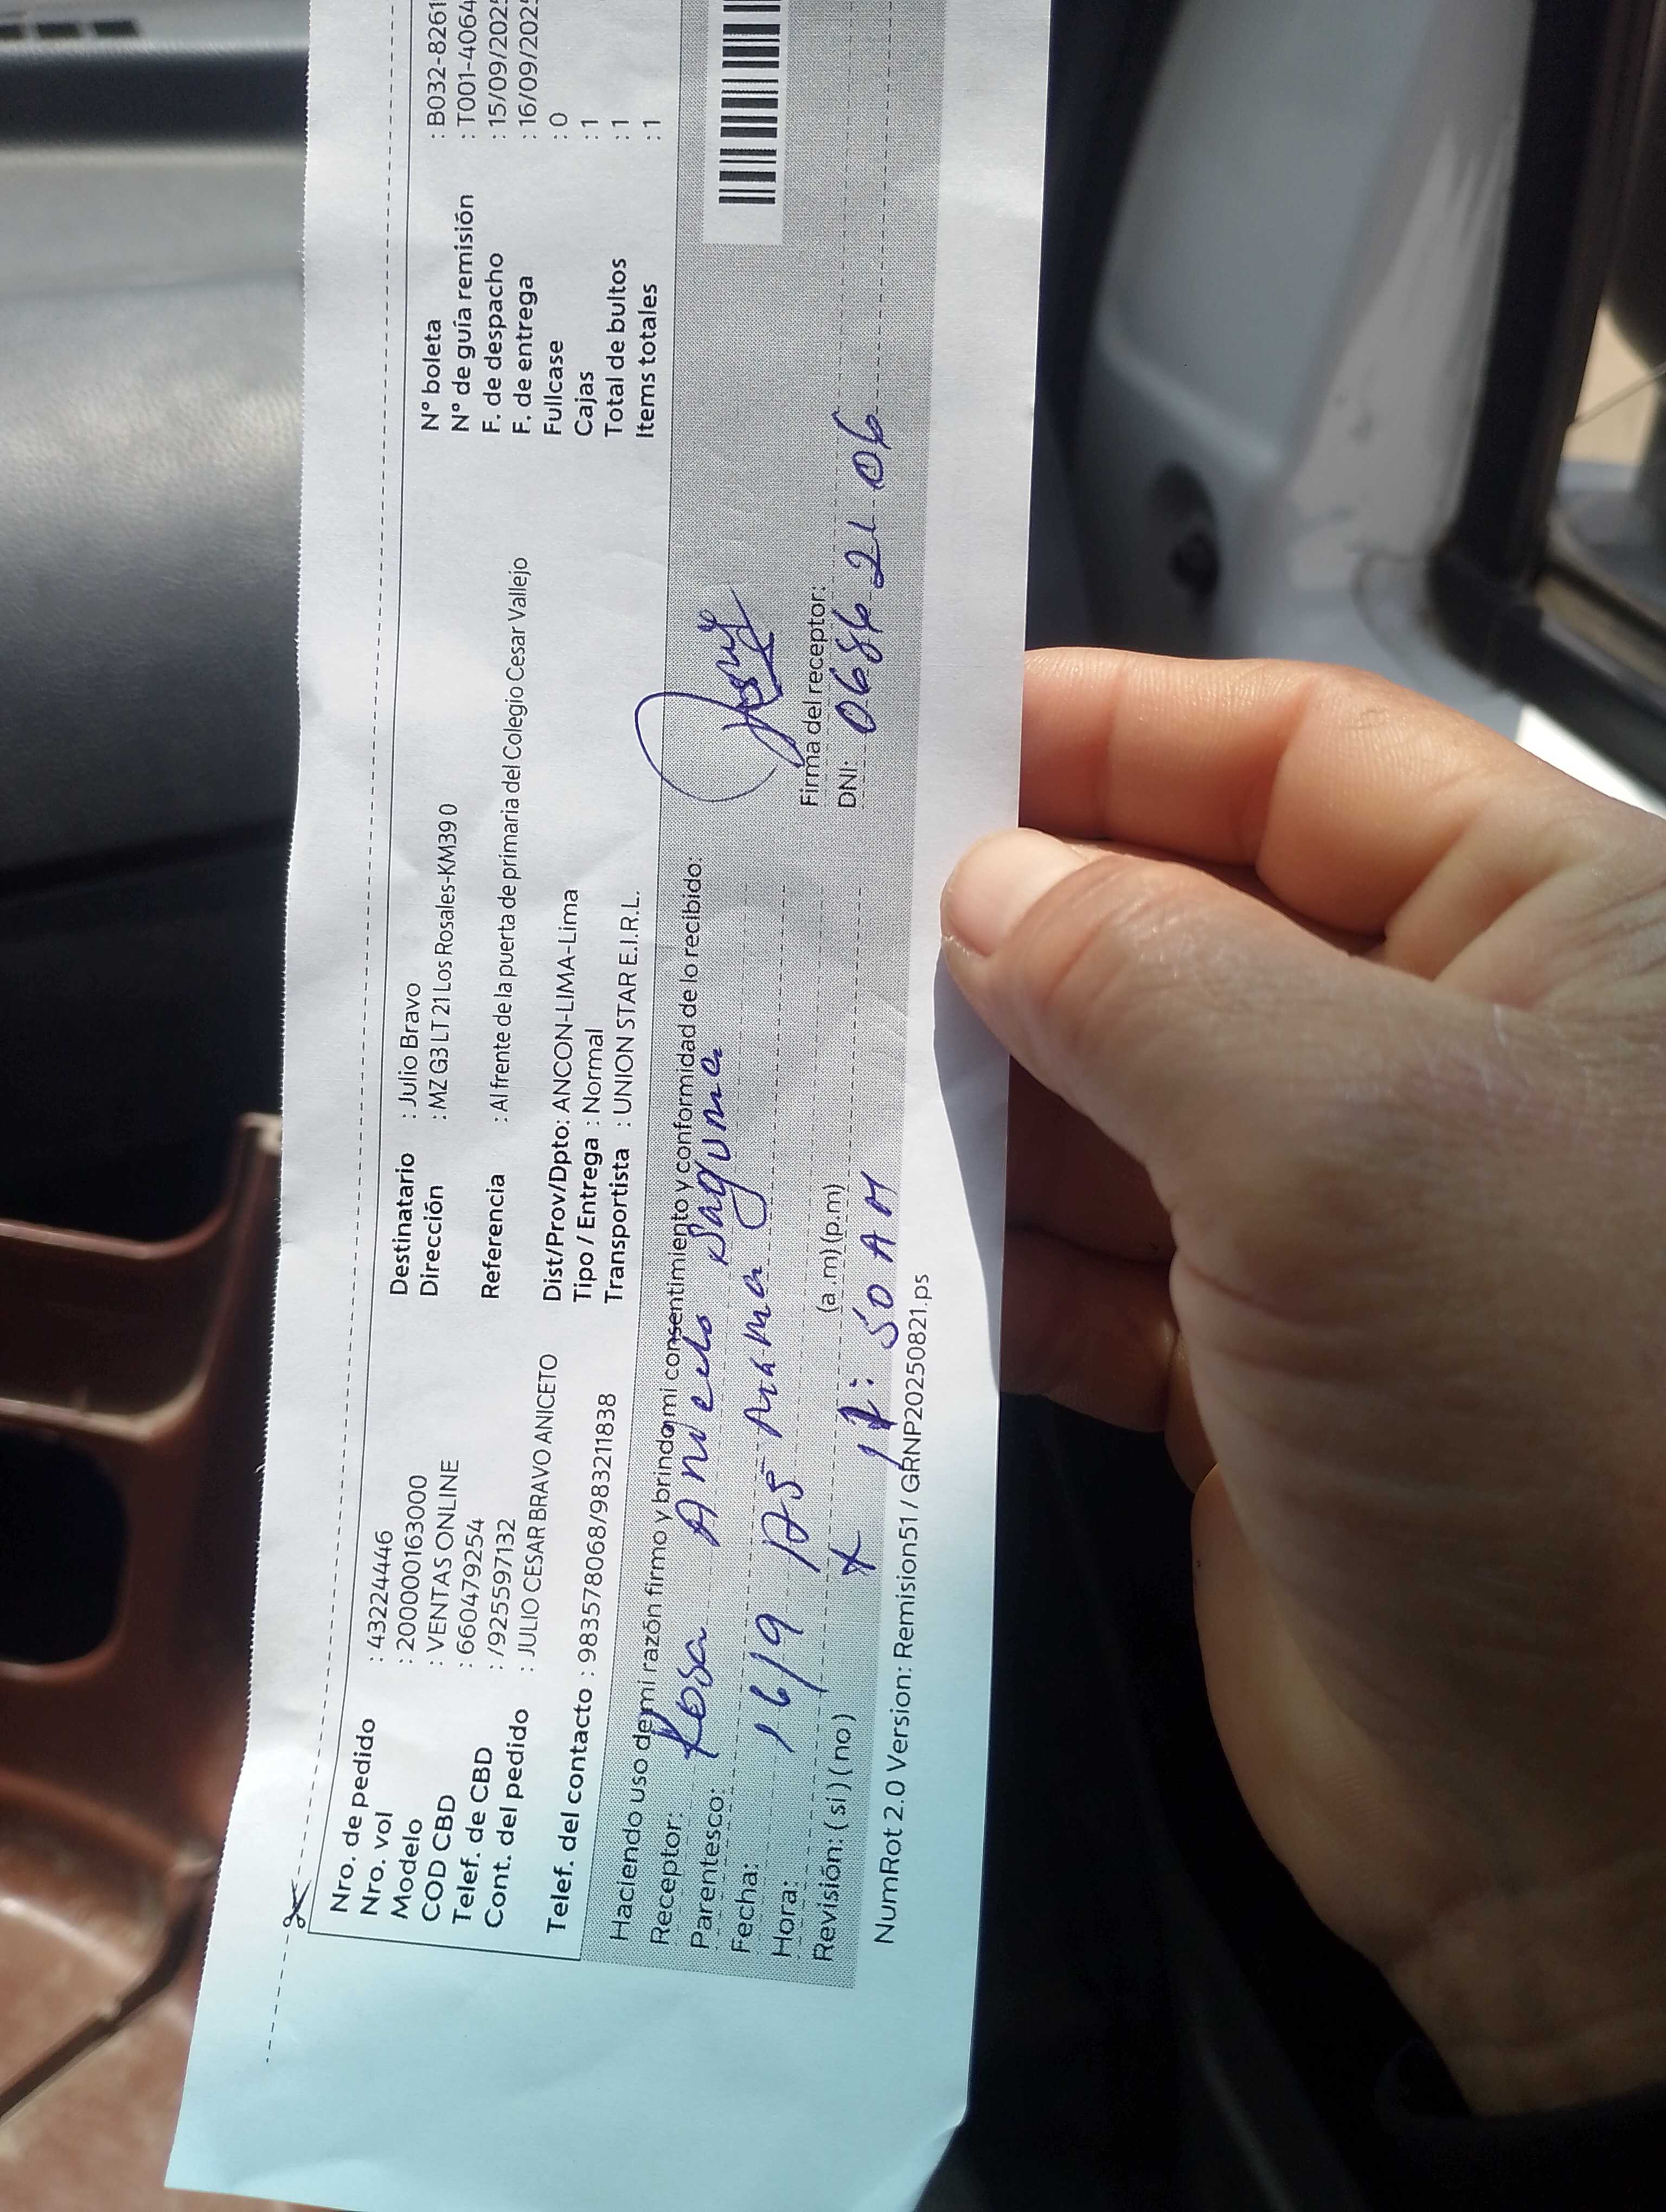 Nro. de pedido : 43224446
Nro. vol : 200000163000
Modelo : VENTAS ONLINE
COD CBD : 660479254
Telef. de CBD : /925597132
Cont. del pedido : JULIO CESAR BRAVO ANICETO
Telef. del contacto : 983578068/983211838
Destinatario : Julio Bravo
Dirección : MZ G3 LT 21 Los Rosales-KM39 0
Referencia : Al frente de la puerta de primaria del Colegio Cesar Vallejo
Dist/Prov/Dpto: ANCON-LIMA-Lima
Tipo / Entrega : Normal
Transportista : UNION STAR E.I.R.L.
N° boleta : B032-8261
N° de guía remisión : T001-4064
F. de despacho : 15/09/202
F. de entrega : 16/09/202
Fullcase : 0
Cajas : 1
Total de bultos : 1
Items totales : 1
Haciendo uso de mi razón firmo y brindo mi consentimiento y conformidad de lo recibido:
Receptor: Rosa Saguma
Parentesco:
Fecha: 16/9 /25 mama
Hora: (a .m) (p.m)
Revisión: ( si ) ( no ) x : 50 AM
Firma del receptor:
DNI: 068621 06
NumRot 2.0 Version: Remision51 / GRNP20250821.ps